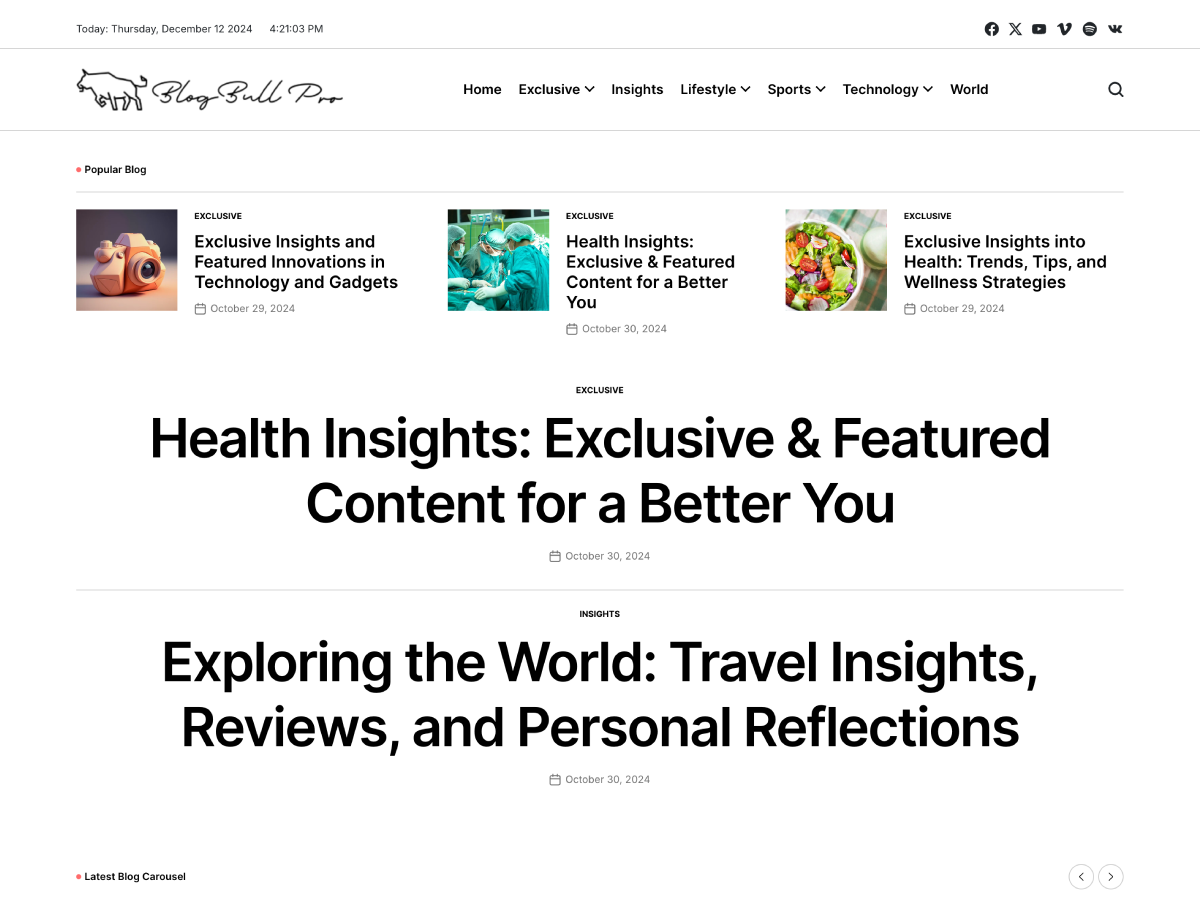 Today: Thursday, December 12 2024 4:21:03 PM
BlogBull Pro
Home Exclusive Insights Lifestyle Sports Technology World
Popular Blog
EXCLUSIVE
Exclusive Insights and
Featured Innovations in
Technology and Gadgets
October 29, 2024
EXCLUSIVE
Health Insights:
Exclusive & Featured
Content for a Better
You
October 30, 2024
EXCLUSIVE
Exclusive Insights into
Health: Trends, Tips, and
Wellness Strategies
October 29, 2024
EXCLUSIVE
Health Insights: Exclusive & Featured
Content for a Better You
October 30, 2024
INSIGHTS
Exploring the World: Travel Insights,
Reviews, and Personal Reflections
October 30, 2024
Latest Blog Carousel